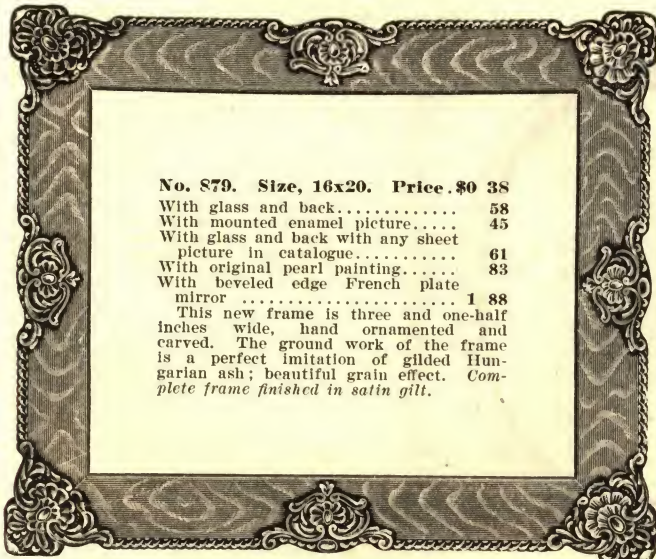 No. 879. Size, 16x20. Price. $0 38
With glass and back............. 58
With mounted enamel picture..... 45
With glass and back with any sheet
picture in catalogue........... 61
With original pearl painting...... 83
With beveled edge French plate
mirror ........................ 1 88
This new frame is three and one-half
inches wide, hand ornamented and
carved. The ground work of the frame
is a perfect imitation of gilded Hun-
garian ash; beautiful grain effect. Com-
plete frame finished in satin gilt.